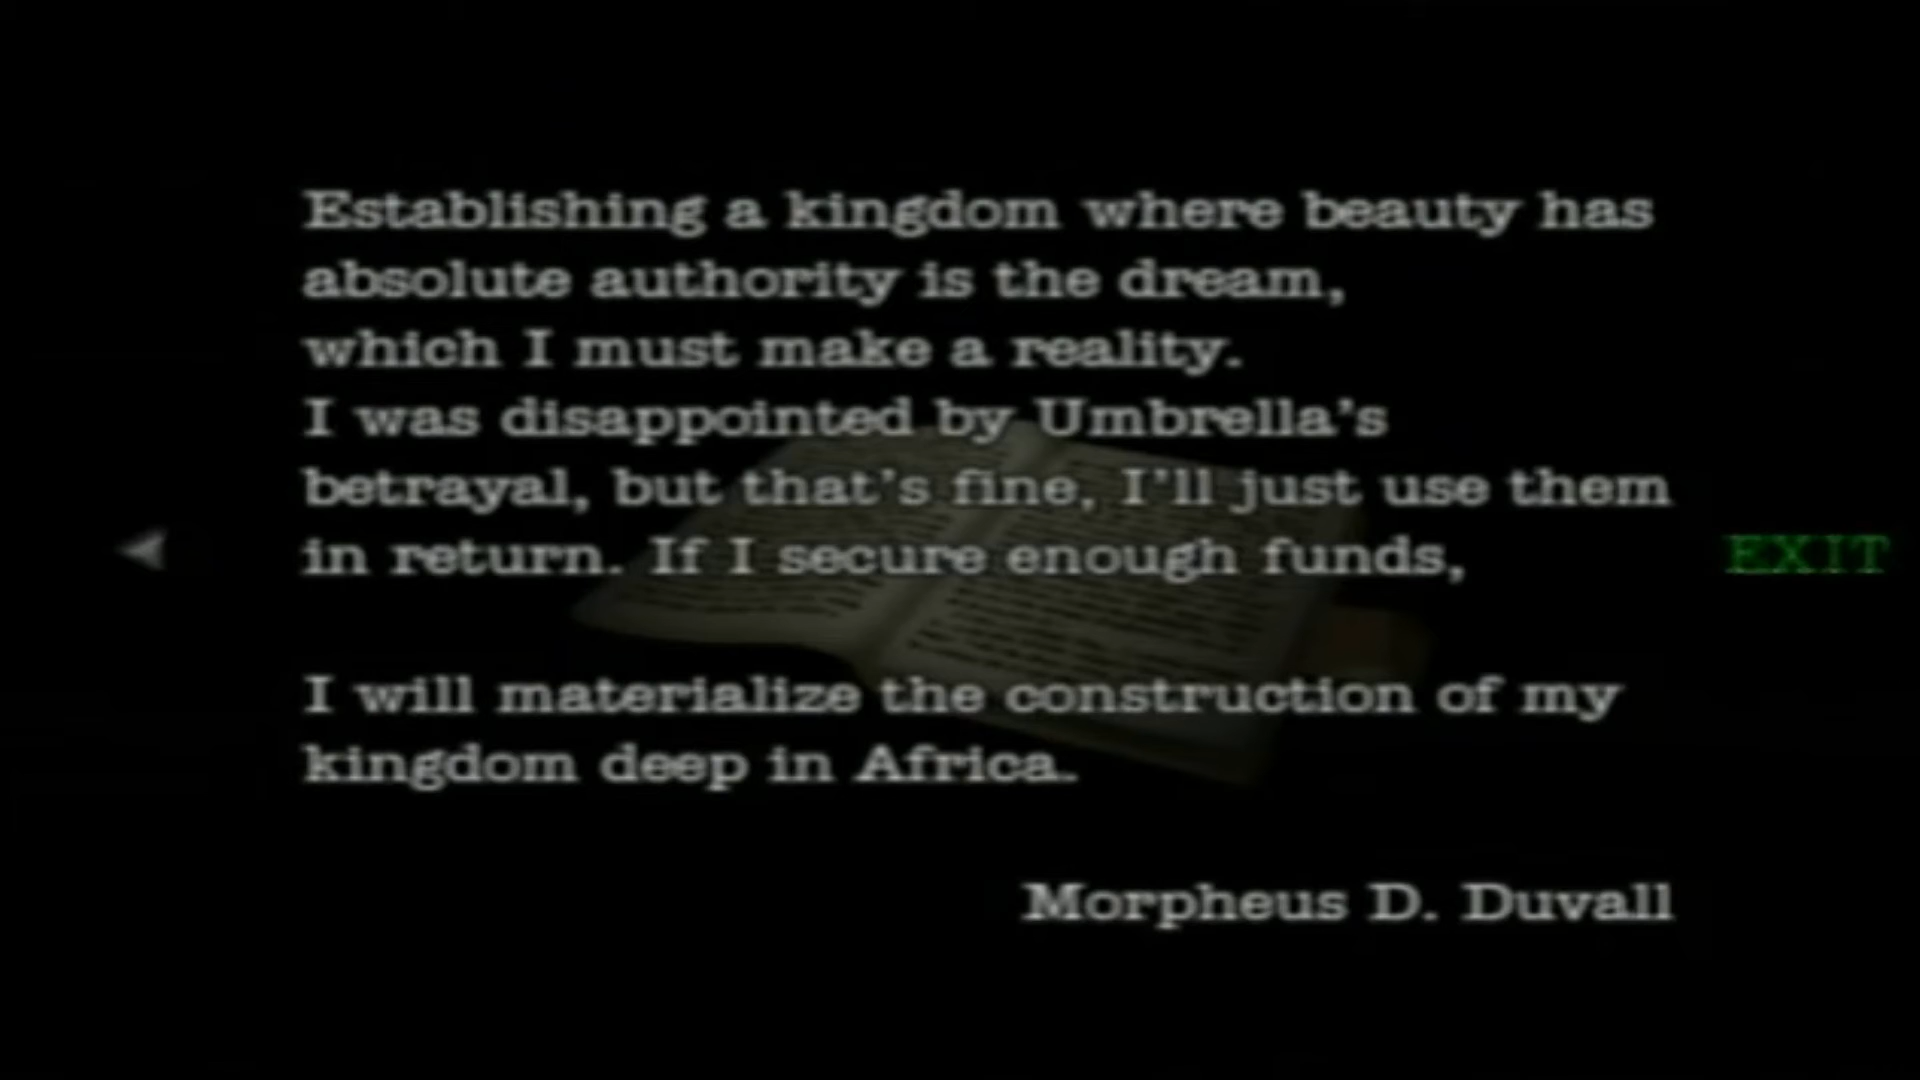 Establishing a kingdom where beauty has
absolute authority is the dream,
which I must make a reality.
I was disappointed by Umbrella's
betrayal, but that's fine, I'll just use them
in return. If I secure enough funds,
EXIT
I will materialize the construction of my
kingdom deep in Africa.
Morpheus D. Duvall